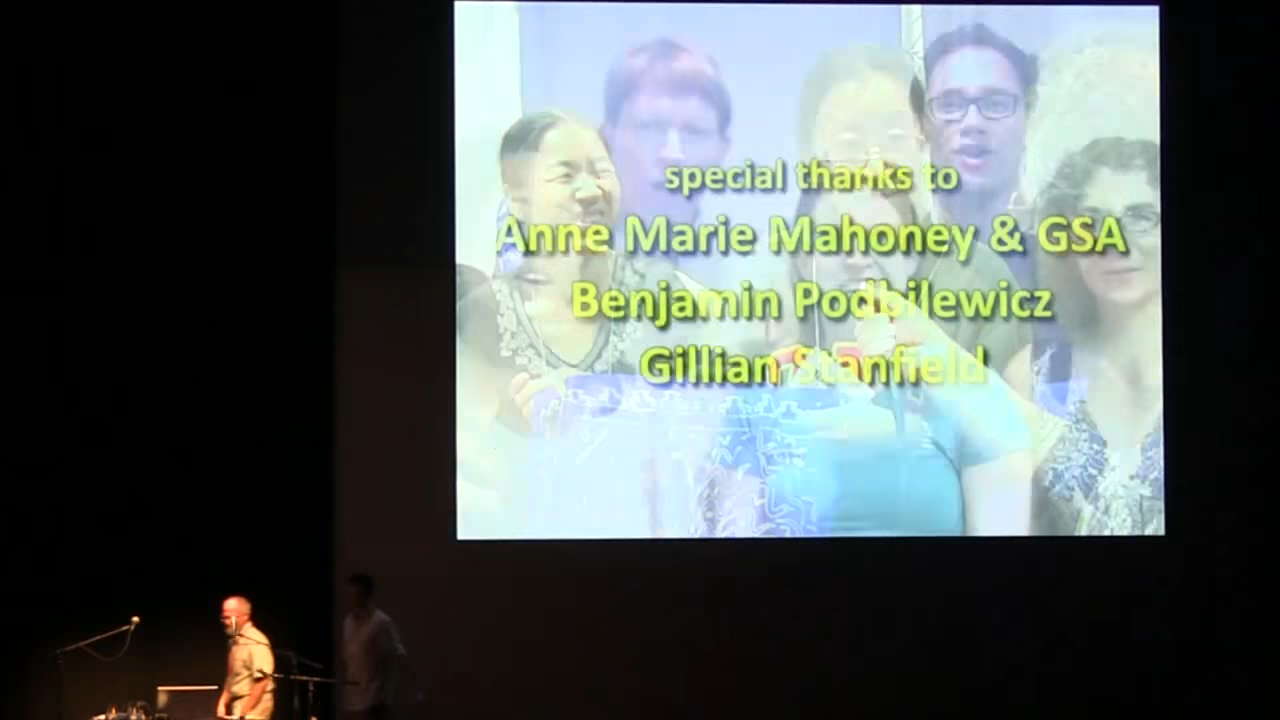 special thanks to
Anne Marie Mahoney & GSA
Benjamin Podbilewicz
Gillian Stanfield